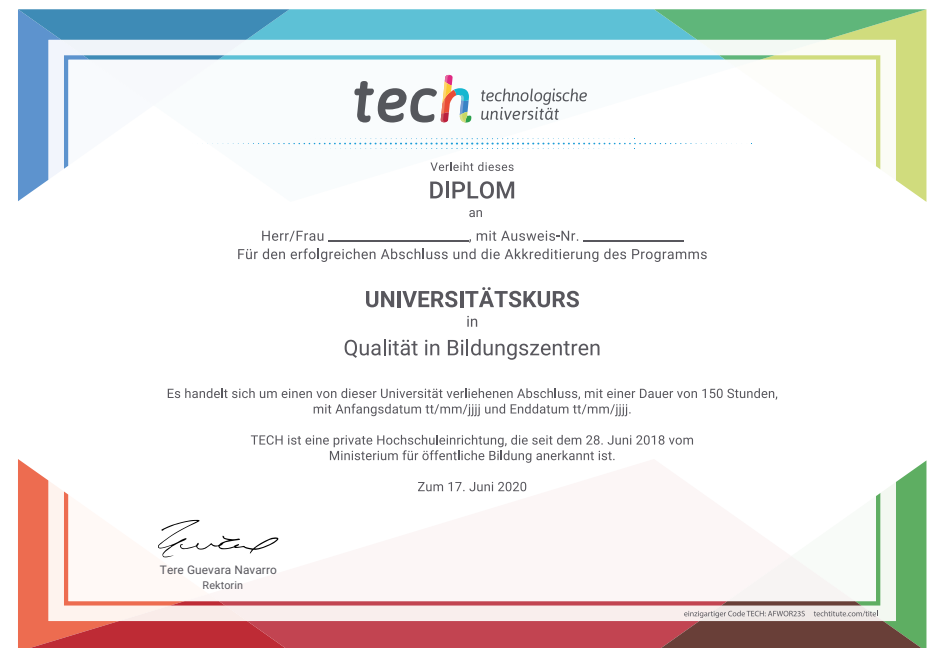 tech technologische
universität
Verleiht dieses
DIPLOM
an
Herr/Frau ____________________, mit Ausweis-Nr. ______________
Für den erfolgreichen Abschluss und die Akkreditierung des Programms
UNIVERSITÄTSKURS
in
Qualität in Bildungszentren
Es handelt sich um einen von dieser Universität verliehenen Abschluss, mit einer Dauer von 150 Stunden,
mit Anfangsdatum tt/mm/jjjj und Enddatum tt/mm/jjjj.
TECH ist eine private Hochschuleinrichtung, die seit dem 28. Juni 2018 vom
Ministerium für öffentliche Bildung anerkannt ist.
Zum 17. Juni 2020
Tere Guevara Navarro
Rektorin
einzigartiger Code TECH: AFWOR23S techtitute.com/titel